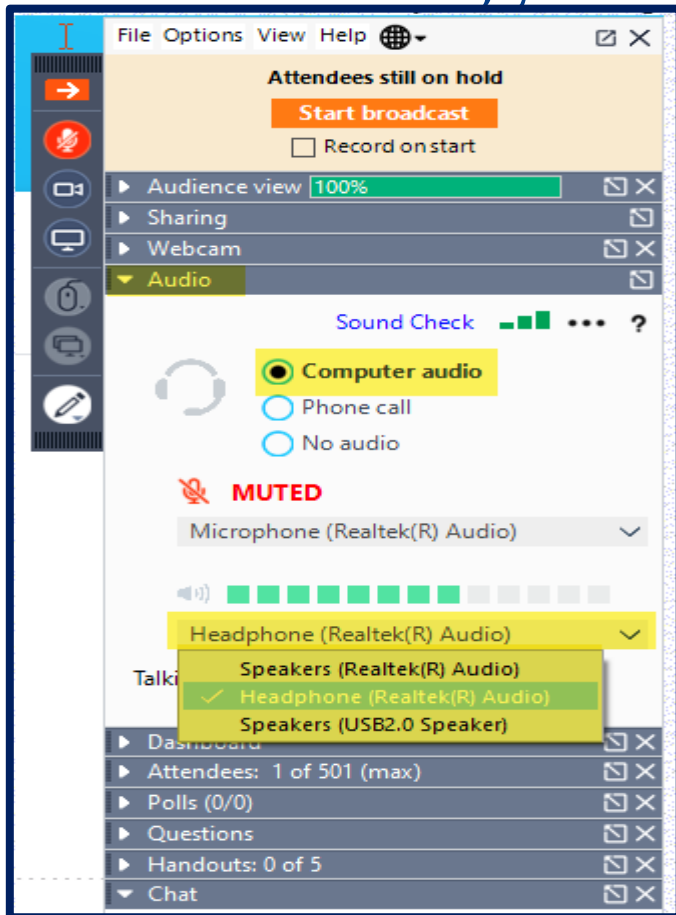 File Options View Help
Attendees still on hold
Start broadcast
Record on start
Audience view 100%
Sharing
Webcam
Audio
Sound Check ?
Computer audio
Phone call
No audio
MUTED
Microphone (Realtek(R) Audio)
Headphone (Realtek(R) Audio)
Speakers (Realtek(R) Audio)
Talki
Headphone (Realtek(R) Audio)
Speakers (USB2.0 Speaker)
Dashboard
Attendees: 1 of 501 (max)
Polls (0/0)
Questions
Handouts: 0 of 5
Chat